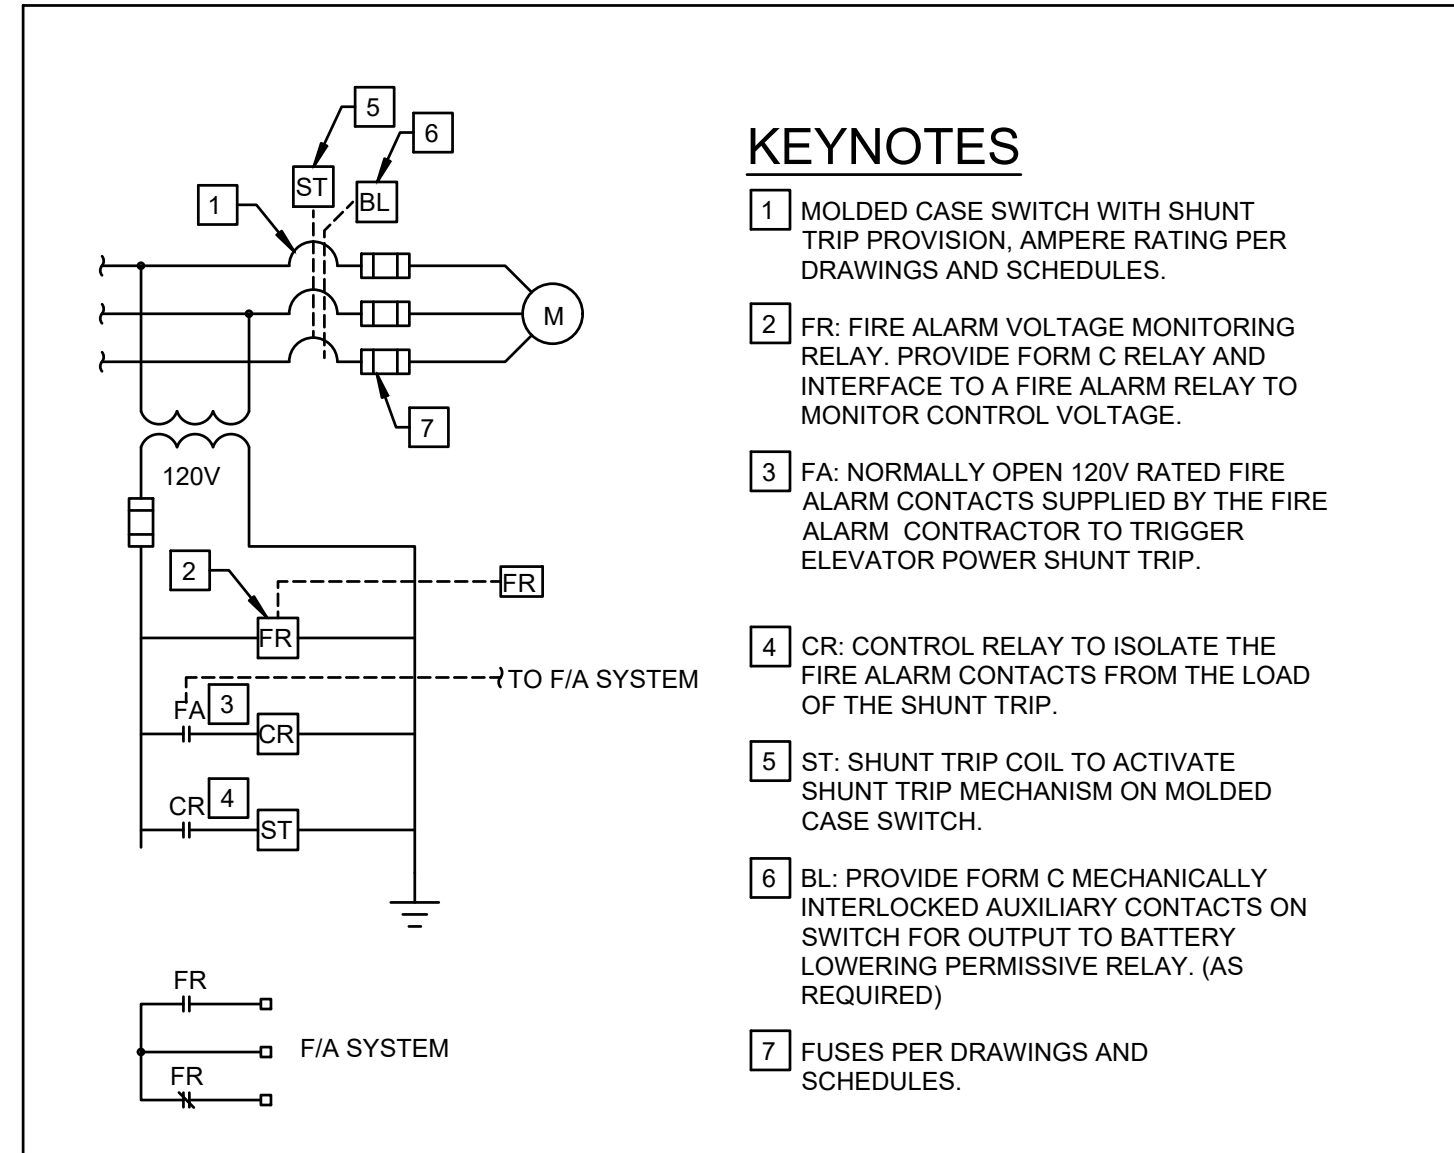 5
6
ST
BL
1
M
7
120V
2
FR
FR
TO F/A SYSTEM
FA 3
CR
CR 4
ST
FR
F/A SYSTEM
FR
KEYNOTES
1 MOLDED CASE SWITCH WITH SHUNT
TRIP PROVISION, AMPERE RATING PER
DRAWINGS AND SCHEDULES.
2 FR: FIRE ALARM VOLTAGE MONITORING
RELAY. PROVIDE FORM C RELAY AND
INTERFACE TO A FIRE ALARM RELAY TO
MONITOR CONTROL VOLTAGE.
3 FA: NORMALLY OPEN 120V RATED FIRE
ALARM CONTACTS SUPPLIED BY THE FIRE
ALARM CONTRACTOR TO TRIGGER
ELEVATOR POWER SHUNT TRIP.
4 CR: CONTROL RELAY TO ISOLATE THE
FIRE ALARM CONTACTS FROM THE LOAD
OF THE SHUNT TRIP.
5 ST: SHUNT TRIP COIL TO ACTIVATE
SHUNT TRIP MECHANISM ON MOLDED
CASE SWITCH.
6 BL: PROVIDE FORM C MECHANICALLY
INTERLOCKED AUXILIARY CONTACTS ON
SWITCH FOR OUTPUT TO BATTERY
LOWERING PERMISSIVE RELAY. (AS
REQUIRED)
7 FUSES PER DRAWINGS AND
SCHEDULES.